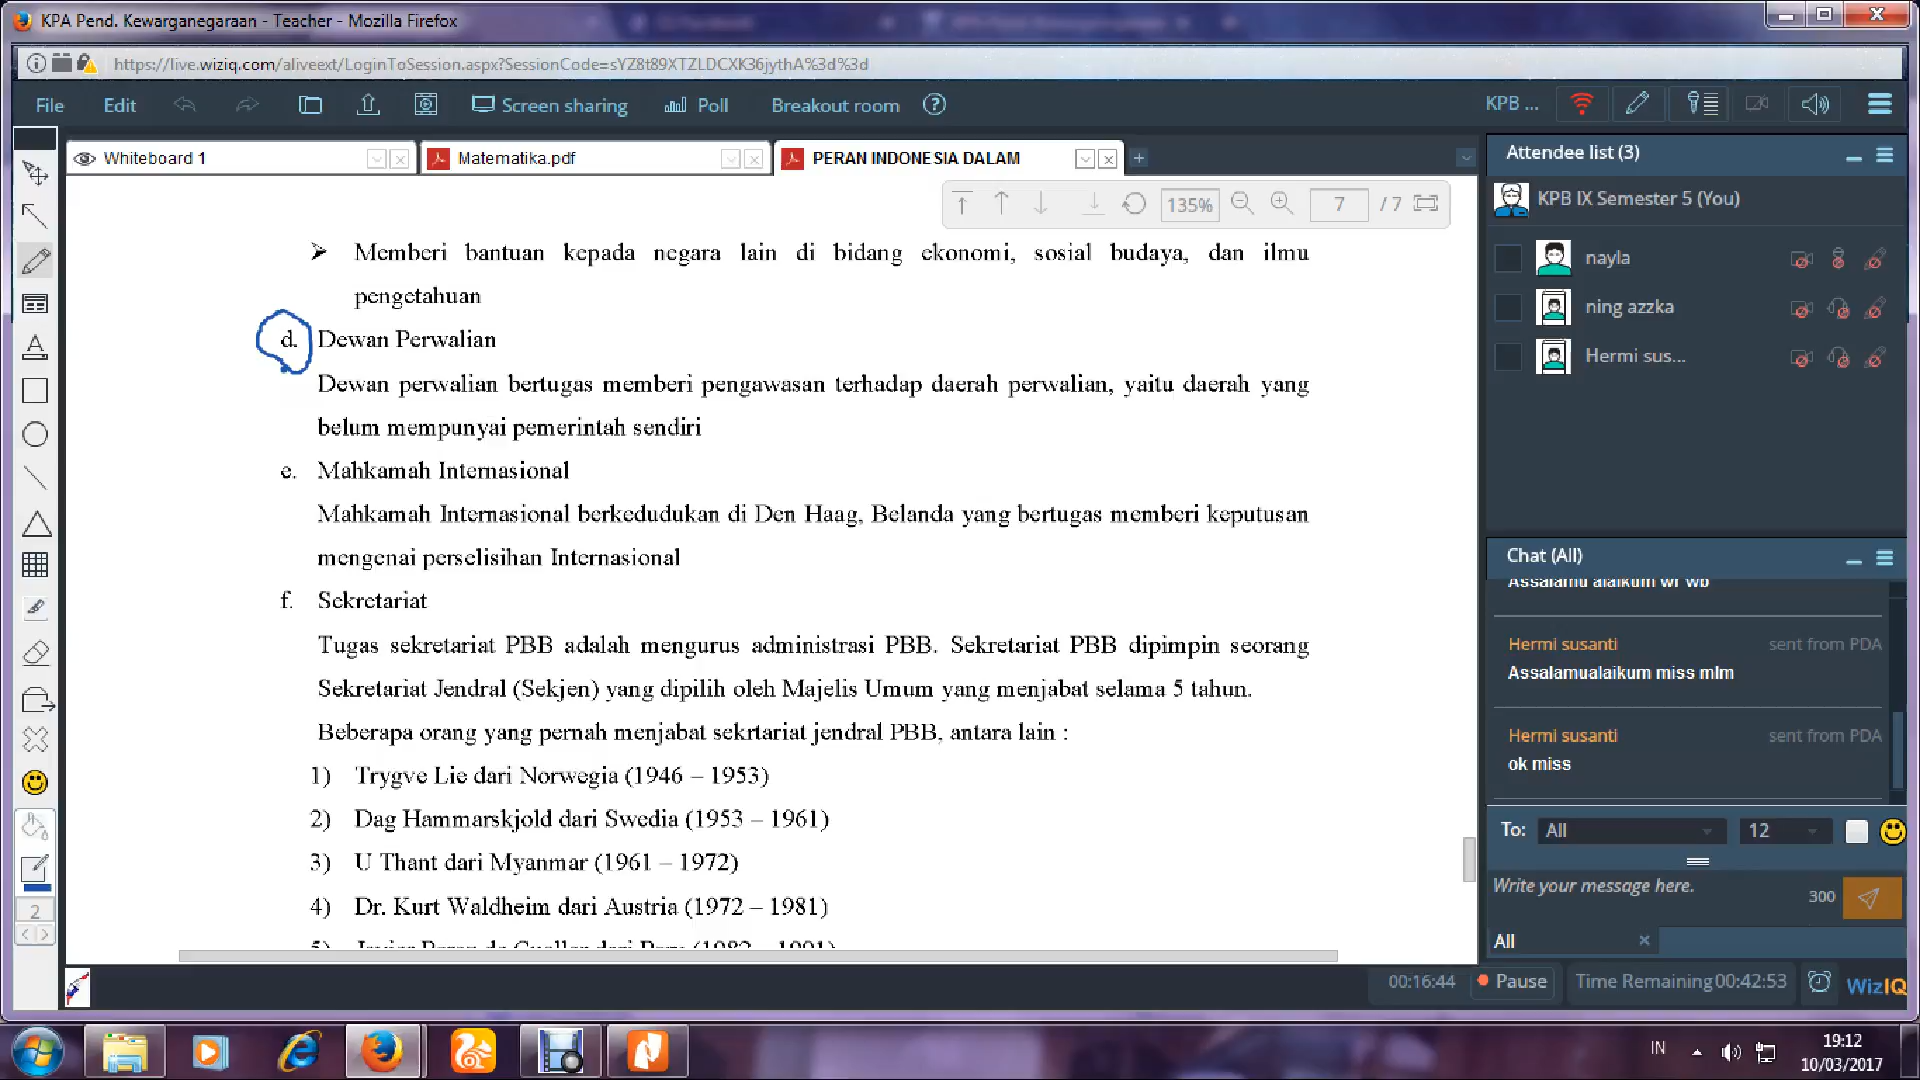 KPA Pend. Kewarganegaraan - Teacher - Mozilla Firefox
https://live.wiziq.com/aliveext/LoginToSession.aspx?SessionCode=sYZ8t89XTZLDCXK36jythA%3d%3d
File Edit Screen sharing Poll Breakout room KPB ...
Whiteboard 1 Matematika.pdf PERAN INDONESIA DALAM
135% 7 / 7
Memberi bantuan kepada negara lain di bidang ekonomi, sosial budaya, dan ilmu
pengetahuan
d. Dewan Perwalian
Dewan perwalian bertugas memberi pengawasan terhadap daerah perwalian, yaitu daerah yang
belum mempunyai pemerintah sendiri
e. Mahkamah Internasional
Mahkamah Internasional berkedudukan di Den Haag, Belanda yang bertugas memberi keputusan
mengenai perselisihan Internasional
f. Sekretariat
Tugas sekretariat PBB adalah mengurus administrasi PBB. Sekretariat PBB dipimpin seorang
Sekretariat Jendral (Sekjen) yang dipilih oleh Majelis Umum yang menjabat selama 5 tahun.
Beberapa orang yang pernah menjabat sekrtariat jendral PBB, antara lain :
1) Trygve Lie dari Norwegia (1946 – 1953)
2) Dag Hammarskjold dari Swedia (1953 – 1961)
3) U Thant dari Myanmar (1961 – 1972)
4) Dr. Kurt Waldheim dari Austria (1972 – 1981)
2
Attendee list (3)
KPB IX Semester 5 (You)
nayla
ning azzka
Hermi sus...
Chat (All)
Assalamu alaikum wr wb
Hermi susanti sent from PDA
Assalamualaikum miss mlm
Hermi susanti sent from PDA
ok miss
To: All 12
Write your message here.
300
All
00:16:44 Pause Time Remaining 00:42:53 WizIQ
IN
19:12
10/03/2017